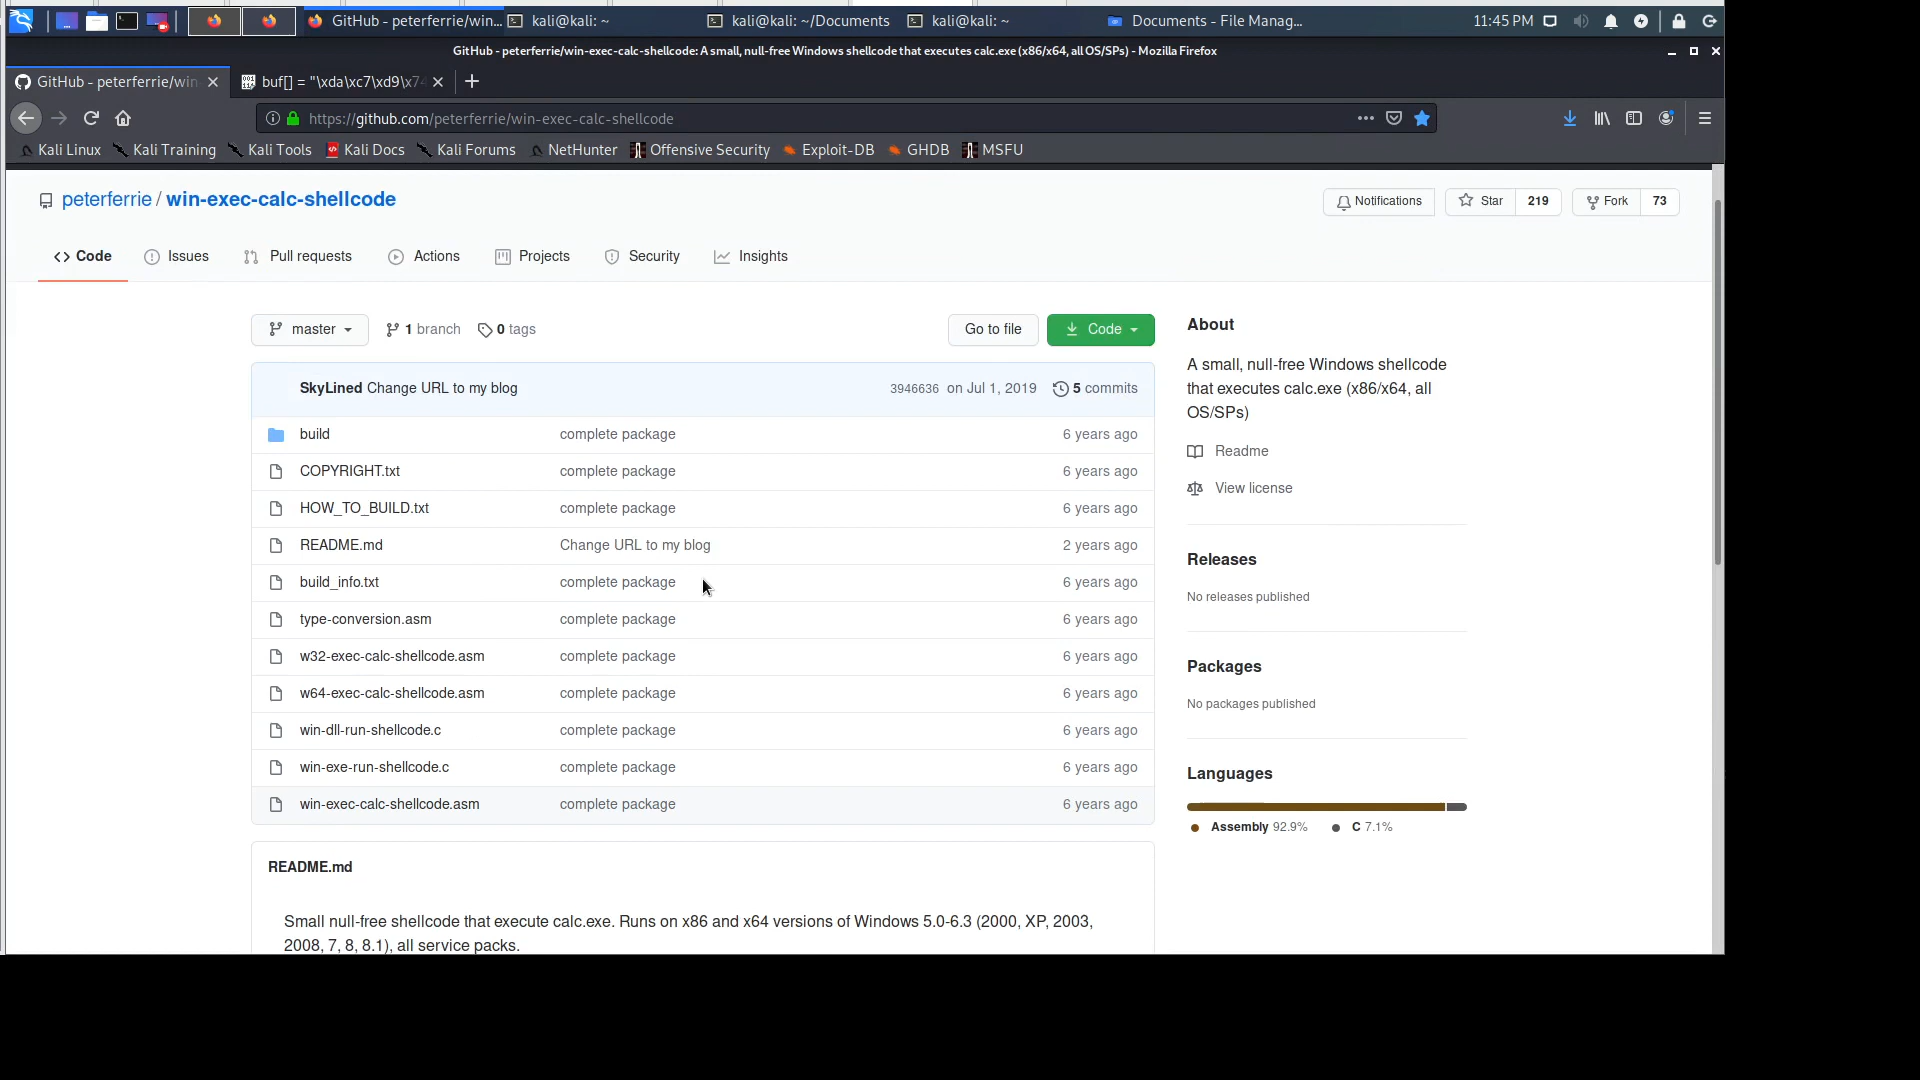 GitHub - peterferrie/win...
kali@kali: ~
kali@kali: ~/Documents
kali@kali: ~
Documents - File Manag...
11:45 PM
GitHub - peterferrie/win-exec-calc-shellcode: A small, null-free Windows shellcode that executes calc.exe (x86/x64, all OS/SPs) - Mozilla Firefox
GitHub - peterferrie/win
buf[] = "\xda\xc7\xd9\x74
https://github.com/peterferrie/win-exec-calc-shellcode
Kali Linux
Kali Training
Kali Tools
Kali Docs
Kali Forums
NetHunter
Offensive Security
Exploit-DB
GHDB
MSFU
peterferrie / win-exec-calc-shellcode
Notifications
Star 219
Fork 73
Code
Issues
Pull requests
Actions
Projects
Security
Insights
master
1 branch
0 tags
Go to file
Code
SkyLined Change URL to my blog 3946636 on Jul 1, 2019 5 commits
build complete package 6 years ago
COPYRIGHT.txt complete package 6 years ago
HOW_TO_BUILD.txt complete package 6 years ago
README.md Change URL to my blog 2 years ago
build_info.txt complete package 6 years ago
type-conversion.asm complete package 6 years ago
w32-exec-calc-shellcode.asm complete package 6 years ago
w64-exec-calc-shellcode.asm complete package 6 years ago
win-dll-run-shellcode.c complete package 6 years ago
win-exe-run-shellcode.c complete package 6 years ago
win-exec-calc-shellcode.asm complete package 6 years ago
README.md
Small null-free shellcode that execute calc.exe. Runs on x86 and x64 versions of Windows 5.0-6.3 (2000, XP, 2003,
2008, 7, 8, 8.1), all service packs.
About
A small, null-free Windows shellcode
that executes calc.exe (x86/x64, all
OS/SPs)
Readme
View license
Releases
No releases published
Packages
No packages published
Languages
Assembly 92.9% C 7.1%